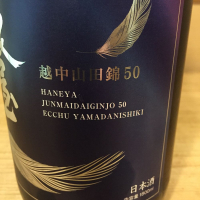 越中山田錦50
HANEYA
JUNMAIDAIGINJO 50
ECCHU YAMADANISHIKI
日本酒